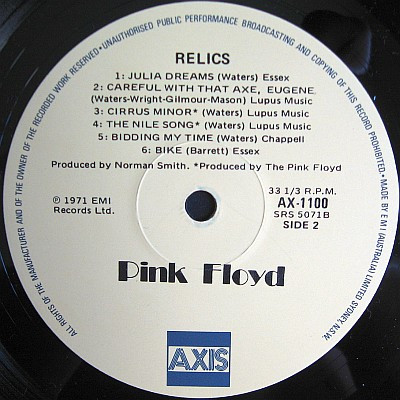 UNAUTHORISED PUBLIC PERFORMANCE BROADCASTING AND COPYING OF THIS RECORD PROHIBITED • MADE BY E M I (AUSTRALIA) LIMITED SYDNEY, N.S.W.
ALL RIGHTS OF THE MANUFACTURER AND OF THE OWNER OF THE RECORDED WORK RESERVED •
RELICS
1: JULIA DREAMS (Waters) Essex
2: CAREFUL WITH THAT AXE, EUGENE
(Waters-Wright-Gilmour-Mason) Lupus Music
3: CIRRUS MINOR* (Waters) Lupus Music
4: THE NILE SONG* (Waters) Lupus Music
5: BIDDING MY TIME (Waters) Chappell
6: BIKE (Barrett) Essex
Produced by Norman Smith. *Produced by The Pink Floyd
℗ 1971 EMI
Records Ltd.
33 1/3 R.P.M.
AX-1100
SRS 5071B
SIDE 2
Pink Floyd
AXIS